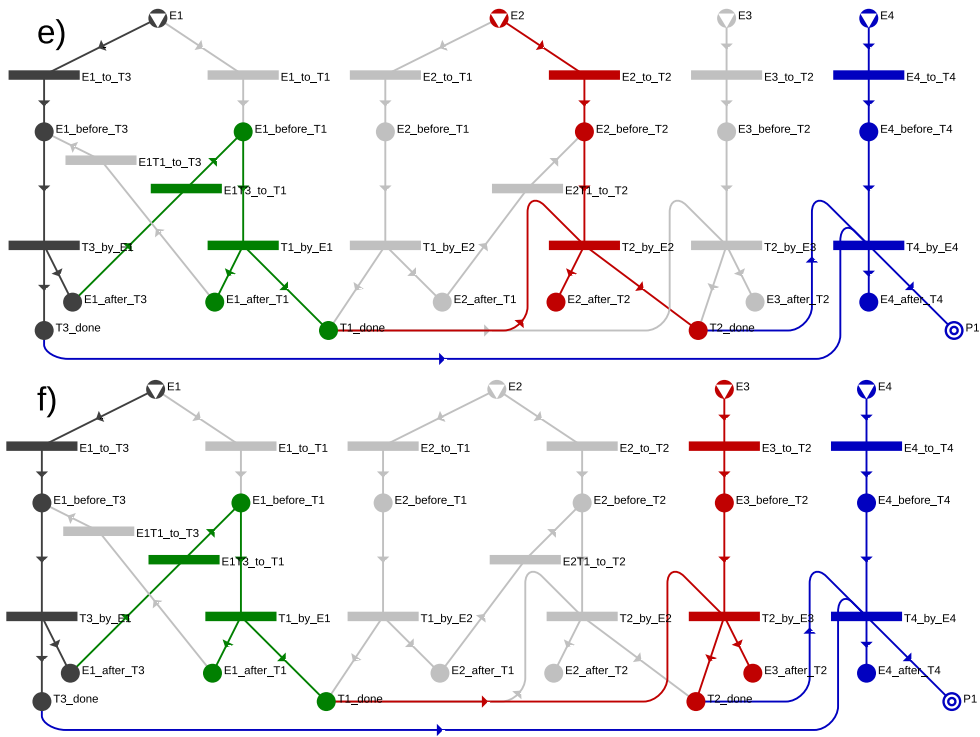 e)
E1
E2
E3
E4
E1_to_T3
E1_to_T1
E2_to_T1
E2_to_T2
E3_to_T2
E4_to_T4
E1_before_T3
E1_before_T1
E2_before_T1
E2_before_T2
E3_before_T2
E4_before_T4
E1T1_to_T3
E1T3_to_T1
E2T1_to_T2
T3_by_E1
T1_by_E1
T1_by_E2
T2_by_E2
T2_by_E3
T4_by_E4
E1_after_T3
E1_after_T1
E2_after_T1
E2_after_T2
E3_after_T2
E4_after_T4
T3_done
T1_done
T2_done
P1
f)
E1
E2
E3
E4
E1_to_T3
E1_to_T1
E2_to_T1
E2_to_T2
E3_to_T2
E4_to_T4
E1_before_T3
E1_before_T1
E2_before_T1
E2_before_T2
E3_before_T2
E4_before_T4
E1T1_to_T3
E1T3_to_T1
E2T1_to_T2
T3_by_E1
T1_by_E1
T1_by_E2
T2_by_E2
T2_by_E3
T4_by_E4
E1_after_T3
E1_after_T1
E2_after_T1
E2_after_T2
E3_after_T2
E4_after_T4
T3_done
T1_done
T2_done
P1